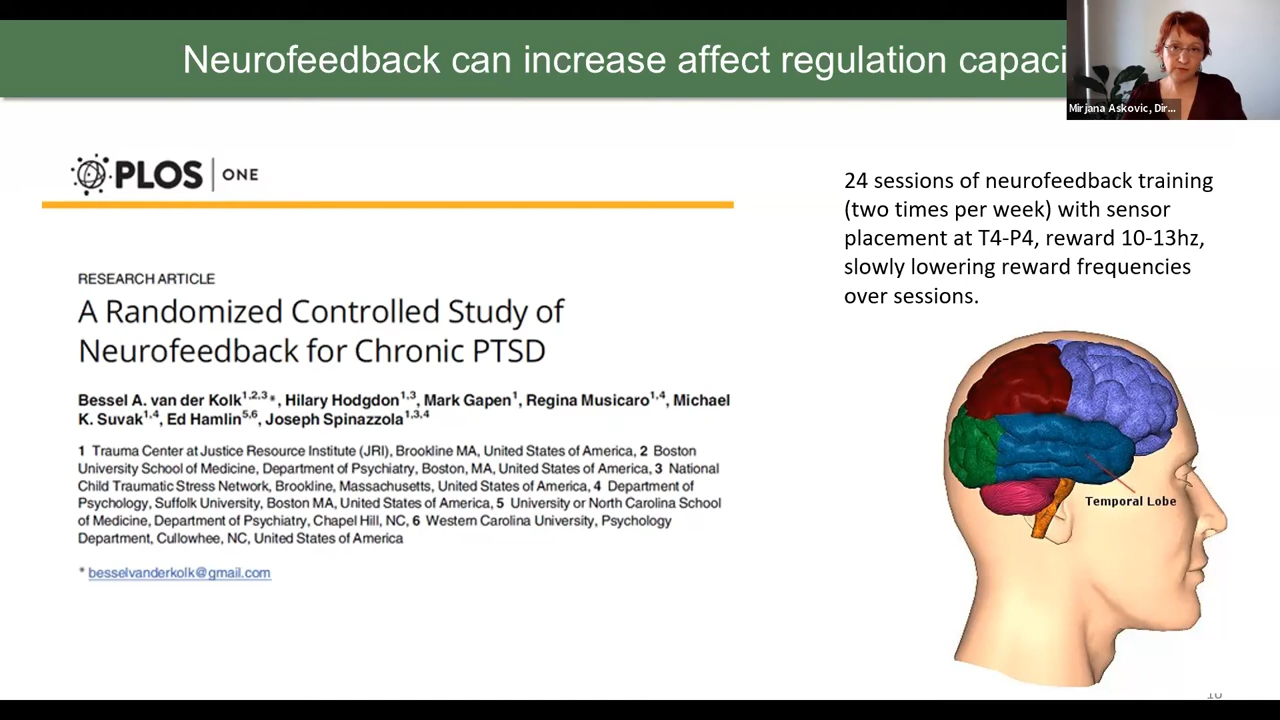 Neurofeedback can increase affect regulation capaci
Mirjana Askovic, Dir...
PLOS ONE
RESEARCH ARTICLE
A Randomized Controlled Study of
Neurofeedback for Chronic PTSD
Bessel A. van der Kolk1,2,3*, Hilary Hodgdon1,3, Mark Gapen1, Regina Musicaro1,4, Michael
K. Suvak1,4, Ed Hamlin5,6, Joseph Spinazzola1,3,4
1 Trauma Center at Justice Resource Institute (JRI), Brookline MA, United States of America, 2 Boston
University School of Medicine, Department of Psychiatry, Boston, MA, United States of America, 3 National
Child Traumatic Stress Network, Brookline, Massachusetts, United States of America, 4 Department of
Psychology, Suffolk University, Boston MA, United States of America, 5 University or North Carolina School
of Medicine, Department of Psychiatry, Chapel Hill, NC, 6 Western Carolina University, Psychology
Department, Cullowhee, NC, United States of America
* besselvanderkolk@gmail.com
24 sessions of neurofeedback training
(two times per week) with sensor
placement at T4-P4, reward 10-13hz,
slowly lowering reward frequencies
over sessions.
Temporal Lobe